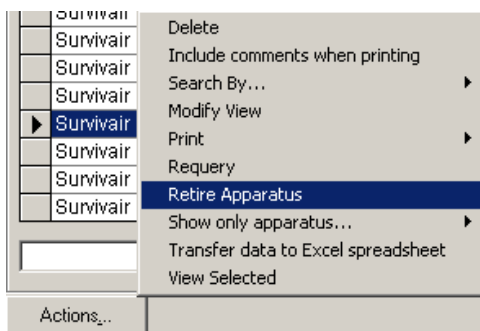 Survivair
Survivair
Survivair
Survivair
Survivair
Survivair
Survivair
Survivair
Delete
Include comments when printing
Search By...
Modify View
Print
Requery
Retire Apparatus
Show only apparatus...
Transfer data to Excel spreadsheet
View Selected
Actions...